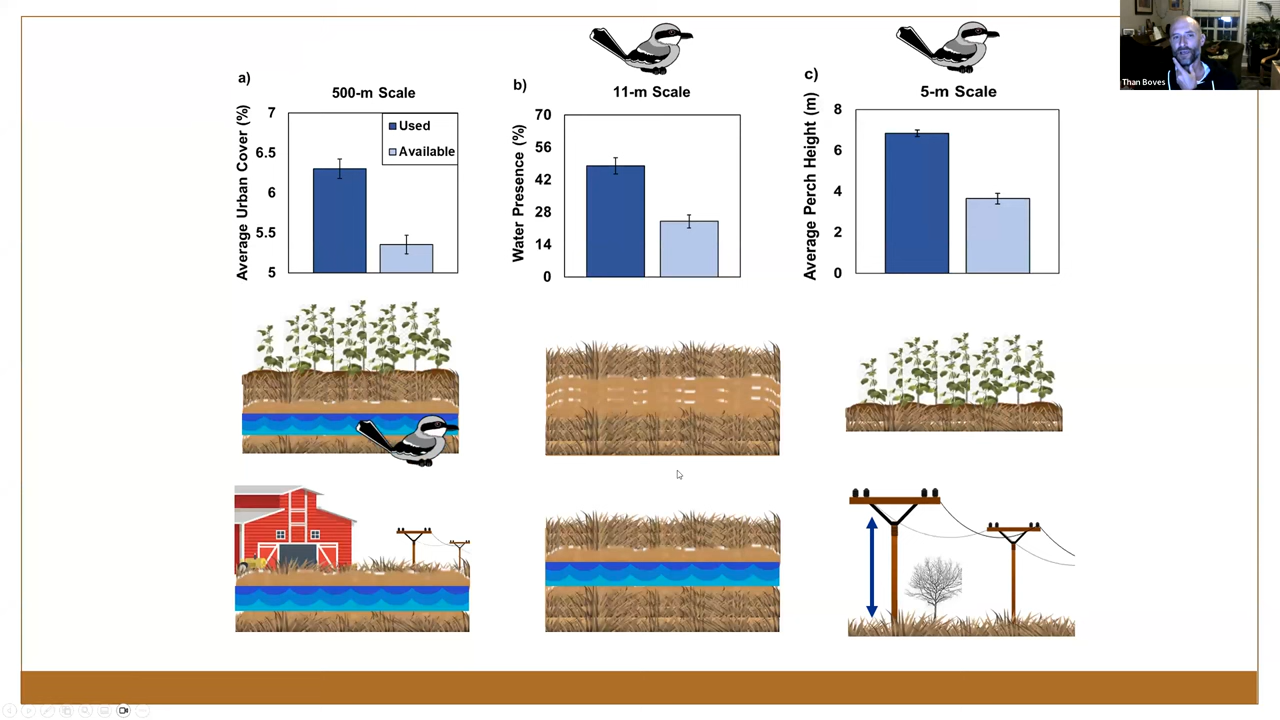 Than Boves
a)
500-m Scale
Average Urban Cover (%)
7
6.5
6
5.5
5
Used
Available
b)
11-m Scale
Water Presence (%)
70
56
42
28
14
0
c)
5-m Scale
Average Perch Height (m)
8
6
4
2
0